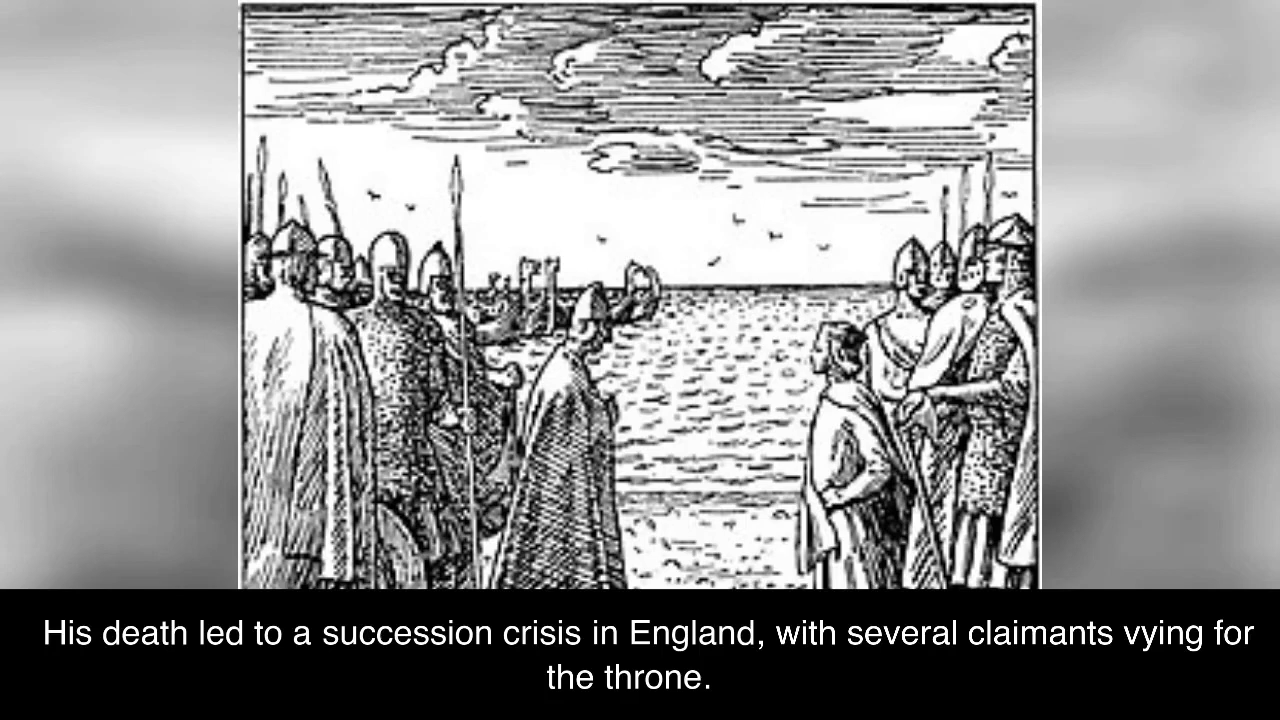 His death led to a succession crisis in England, with several claimants vying for
the throne.